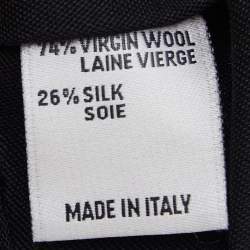 74% VIRGIN WOOL
LAINE VIERGE
26% SILK
SOIE
MADE IN ITALY